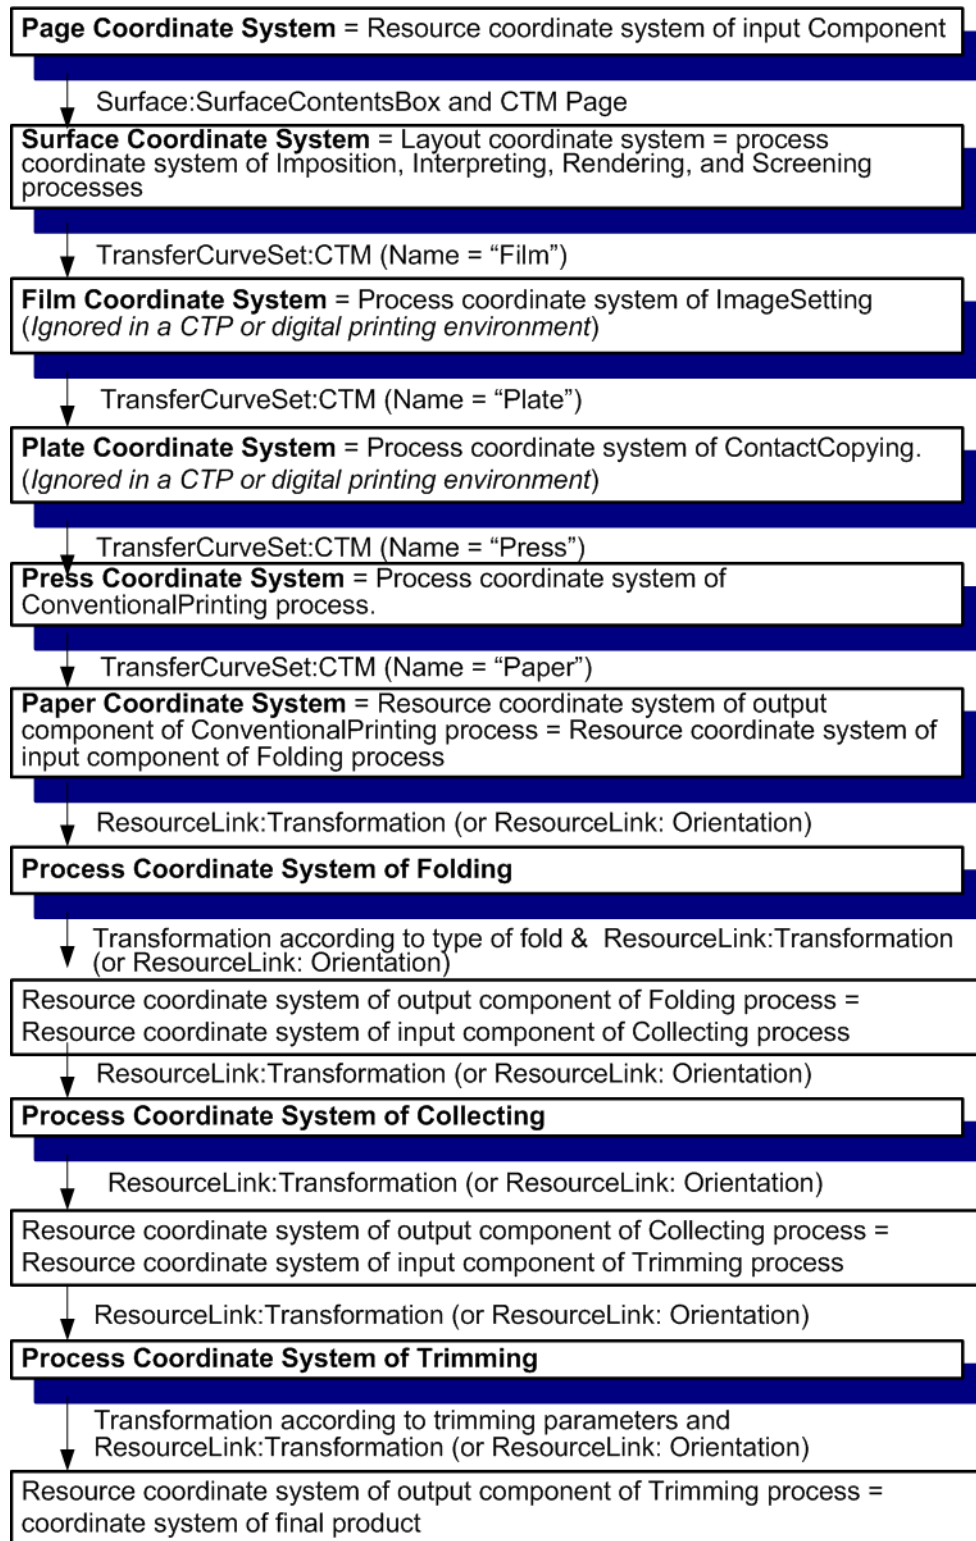 Page Coordinate System = Resource coordinate system of input Component
Surface:SurfaceContentsBox and CTM Page
Surface Coordinate System = Layout coordinate system = process
coordinate system of Imposition, Interpreting, Rendering, and Screening
processes
TransferCurveSet:CTM (Name = “Film”)
Film Coordinate System = Process coordinate system of ImageSetting
(Ignored in a CTP or digital printing environment)
TransferCurveSet:CTM (Name = “Plate”)
Plate Coordinate System = Process coordinate system of ContactCopying.
(Ignored in a CTP or digital printing environment)
TransferCurveSet:CTM (Name = “Press”)
Press Coordinate System = Process coordinate system of
ConventionalPrinting process.
TransferCurveSet:CTM (Name = “Paper”)
Paper Coordinate System = Resource coordinate system of output
component of ConventionalPrinting process = Resource coordinate system of
input component of Folding process
ResourceLink:Transformation (or ResourceLink: Orientation)
Process Coordinate System of Folding
Transformation according to type of fold & ResourceLink:Transformation
(or ResourceLink: Orientation)
Resource coordinate system of output component of Folding process =
Resource coordinate system of input component of Collecting process
ResourceLink:Transformation (or ResourceLink: Orientation)
Process Coordinate System of Collecting
ResourceLink:Transformation (or ResourceLink: Orientation)
Resource coordinate system of output component of Collecting process =
Resource coordinate system of input component of Trimming process
ResourceLink:Transformation (or ResourceLink: Orientation)
Process Coordinate System of Trimming
Transformation according to trimming parameters and
ResourceLink:Transformation (or ResourceLink: Orientation)
Resource coordinate system of output component of Trimming process =
coordinate system of final product